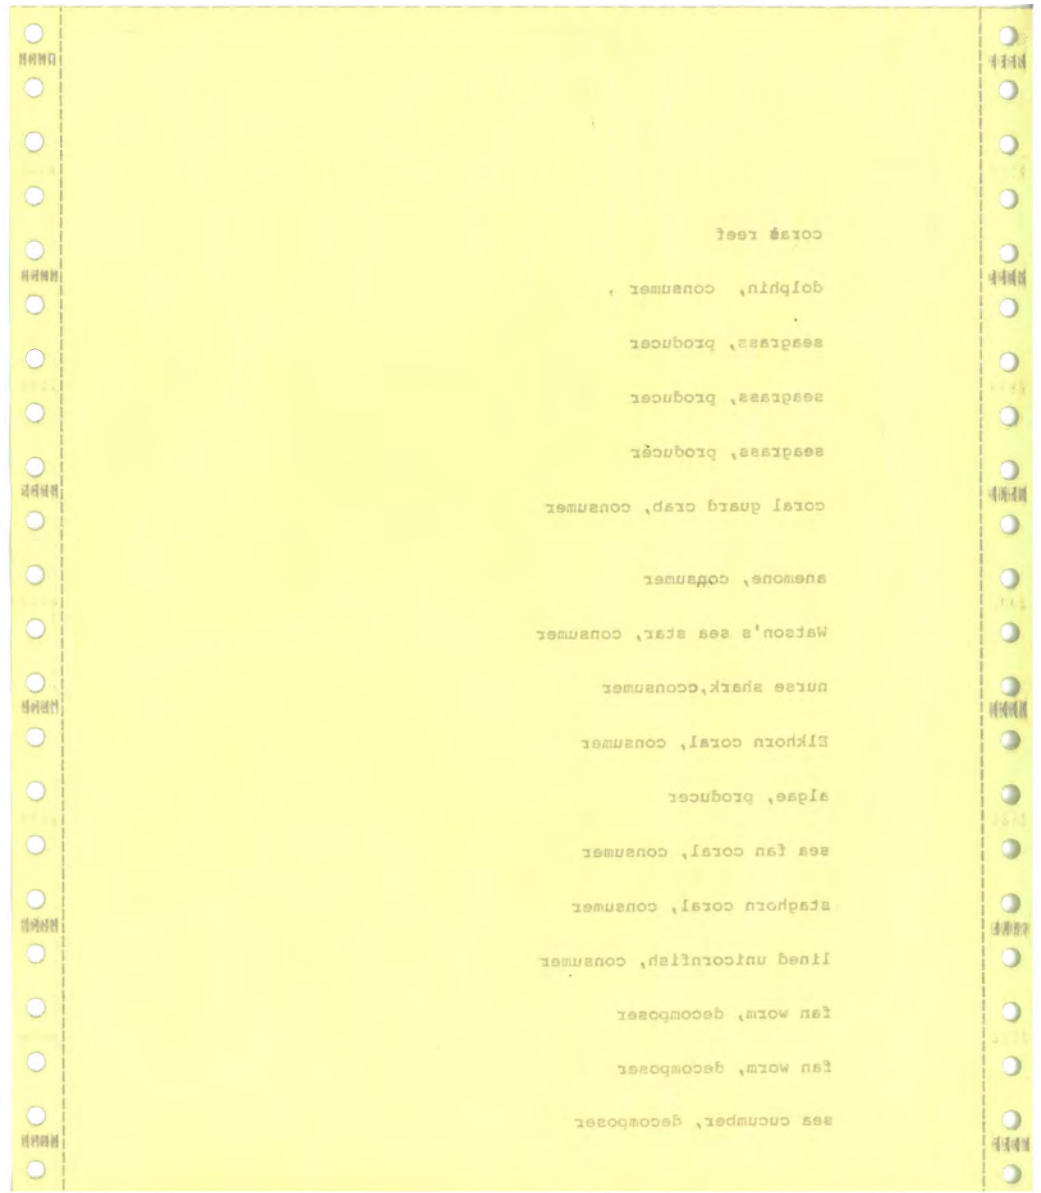 coral reef
dolphin, consumer ,
seagrass, producer
seagrass, producer
seagrass, producer
coral guard crab, consumer
anemone, consumer
Watson's sea star, consumer
nurse shark,cconsumer
Elkhorn coral, consumer
algae, producer
sea fan coral, consumer
staghorn coral, consumer
lined unicornfish, consumer
fan worm, decomposer
fan worm, decomposer
sea cucumber, decomposer